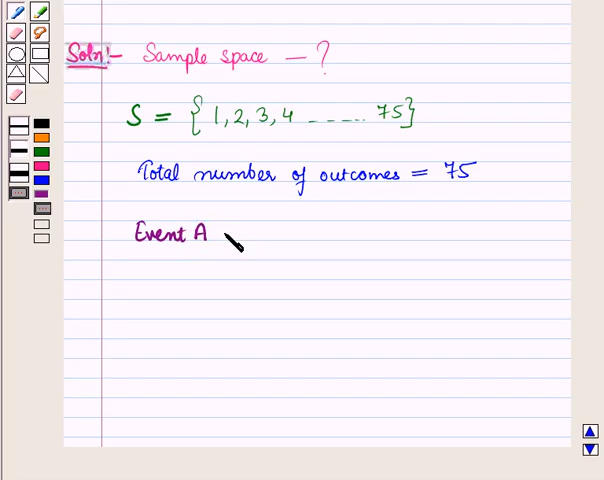 Soln:- Sample space - ?
S = { 1, 2, 3, 4 ----- 75}
Total number of outcomes = 75
Event A